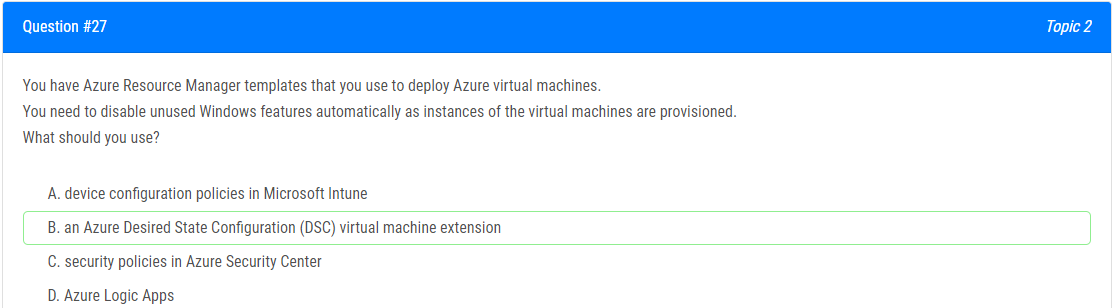 Question #27
Topic 2
You have Azure Resource Manager templates that you use to deploy Azure virtual machines.
You need to disable unused Windows features automatically as instances of the virtual machines are provisioned.
What should you use?
A. device configuration policies in Microsoft Intune
B. an Azure Desired State Configuration (DSC) virtual machine extension
C. security policies in Azure Security Center
D. Azure Logic Apps